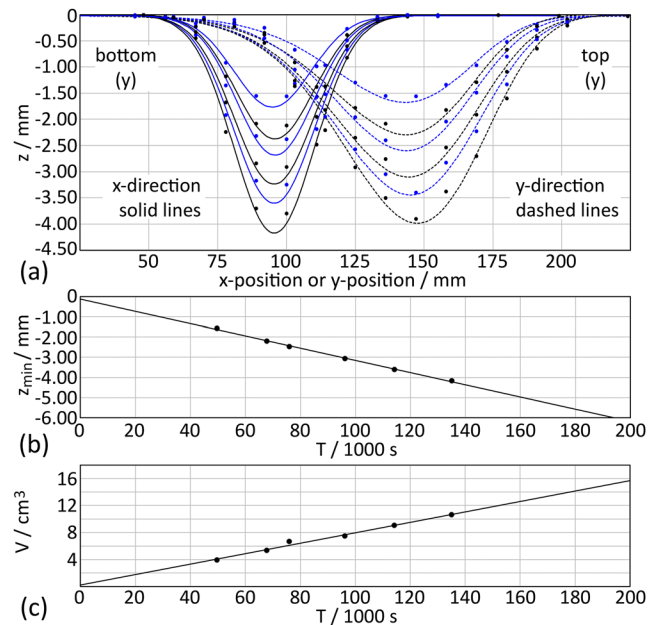 0
-0.50
-1.00
-1.50
-2.00
-2.50
-3.00
-3.50
-4.00
-4.50
z / mm
bottom
(y)
top
(y)
x-direction
solid lines
y-direction
dashed lines
50 75 100 125 150 175 200
(a)
x-position or y-position / mm
0
-1.00
-2.00
-3.00
-4.00
-5.00
-6.00
zmin / mm
0 20 40 60 80 100 120 140 160 180 200
(b)
T / 1000 s
16
12
8
4
V / cm³
0 20 40 60 80 100 120 140 160 180 200
(c)
T / 1000 s